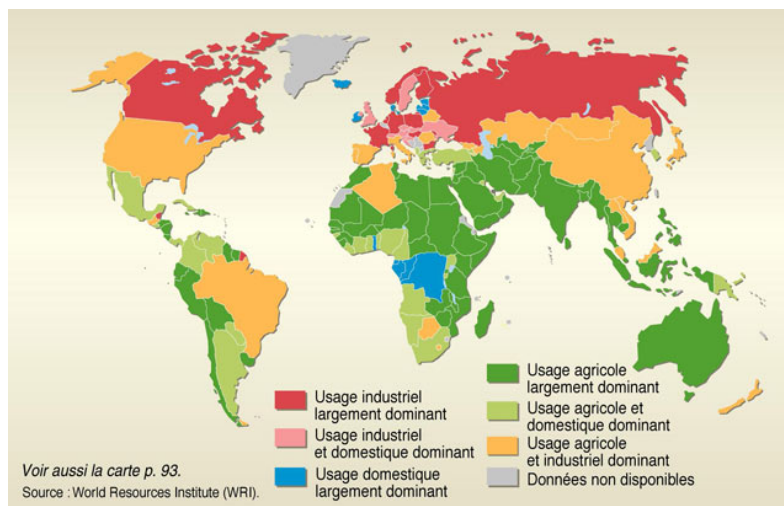 Usage industriel
largement dominant
Usage industriel
et domestique dominant
Usage domestique
largement dominant
Usage agricole
largement dominant
Usage agricole et
domestique dominant
Usage agricole
et industriel dominant
Données non disponibles
Voir aussi la carte p. 93.
Source : World Resources Institute (WRI).